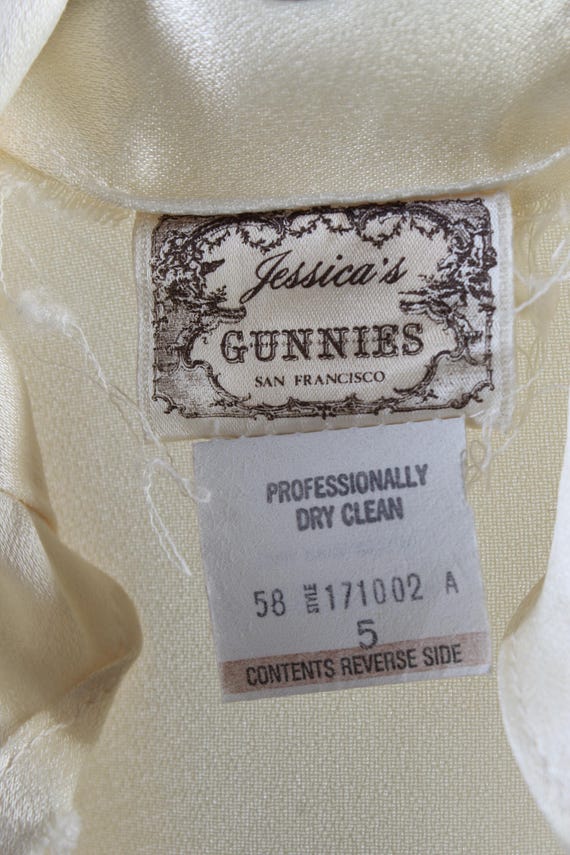 Jessica's
GUNNIES
SAN FRANCISCO
PROFESSIONALLY
DRY CLEAN
58 STYLE 171002 A
5
CONTENTS REVERSE SIDE